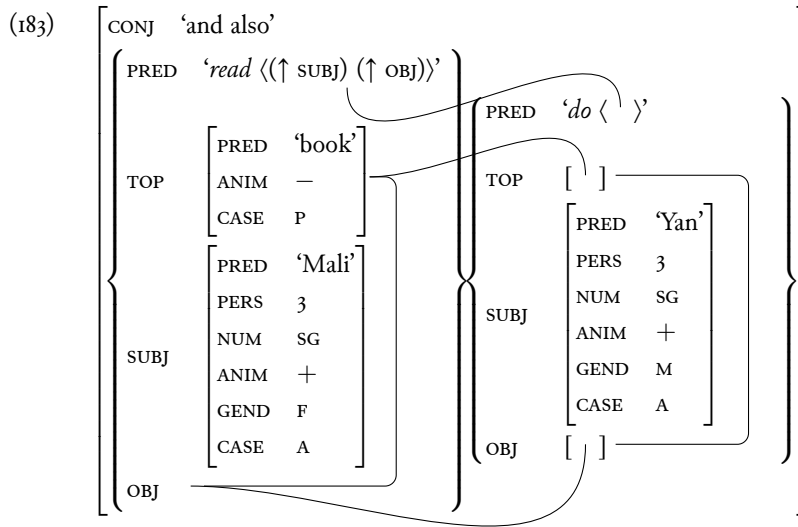 (183)
CONJ ‘and also’
PRED ‘read ⟨(↑ SUBJ) (↑ OBJ)⟩’
TOP
PRED ‘book’
ANIM –
CASE P
SUBJ
PRED ‘Mali’
PERS 3
NUM SG
ANIM +
GEND F
CASE A
OBJ
PRED ‘do ⟨ ⟩’
TOP [ ]
SUBJ
PRED ‘Yan’
PERS 3
NUM SG
ANIM +
GEND M
CASE A
OBJ [ ]